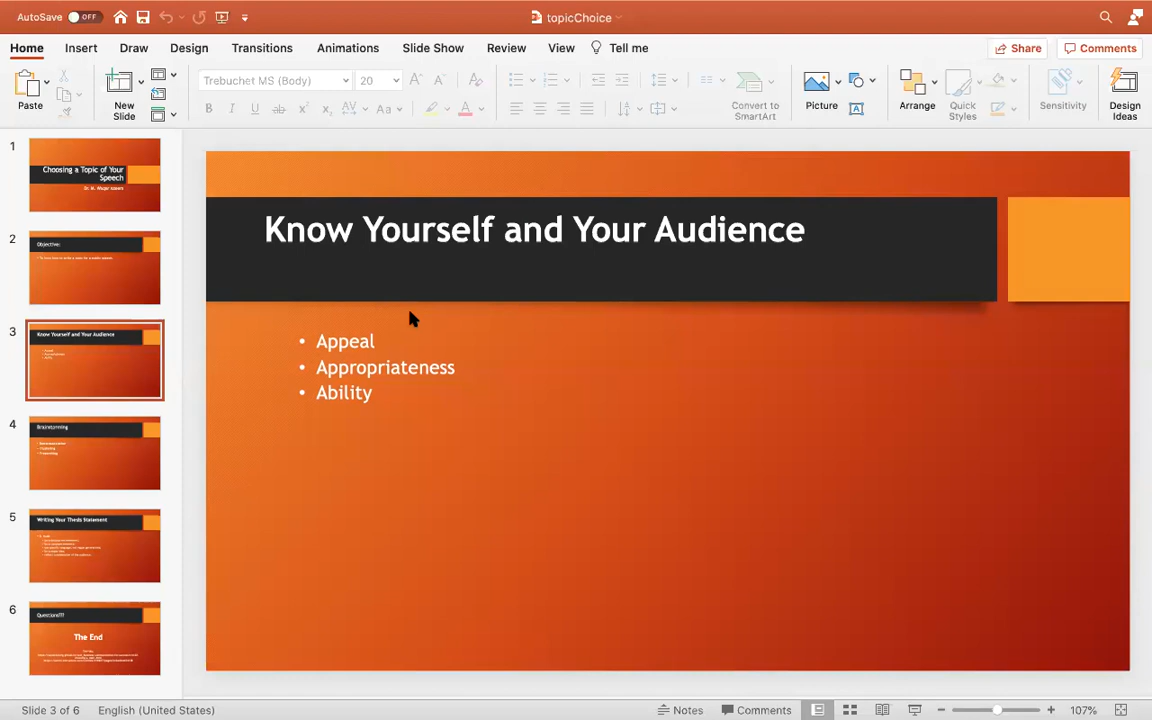 AutoSave OFF
topicChoice
Home Insert Draw Design Transitions Animations Slide Show Review View Tell me Share Comments
Paste
New Slide
Trebuchet MS (Body) 20
Convert to SmartArt
Picture
Arrange
Quick Styles
Sensitivity
Design Ideas
1
Choosing a Topic of Your Speech
2
Objective:
3
Know Yourself and Your Audience
4
Brainstorming
5
Writing Your Thesis Statement
6
Questions???
The End
Know Yourself and Your Audience
• Appeal
• Appropriateness
• Ability
Slide 3 of 6 English (United States) Notes Comments 107%